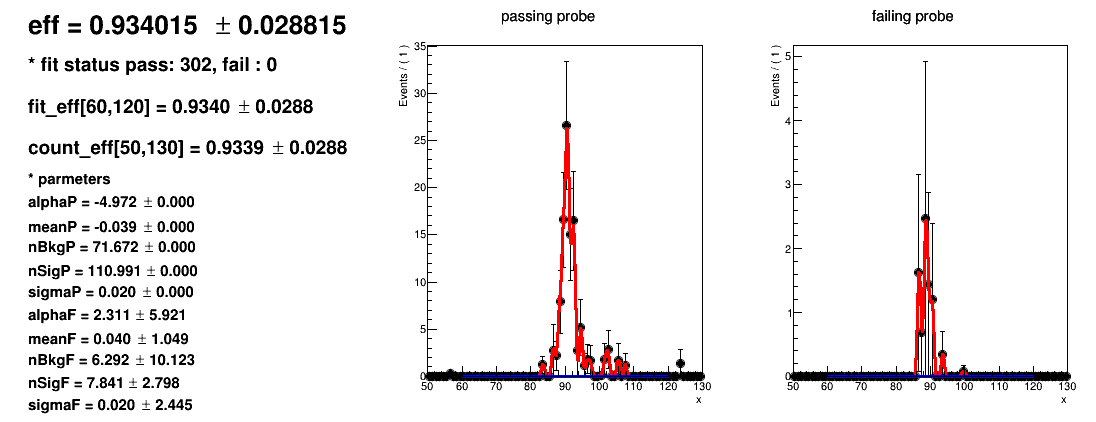 eff = 0.934015 ± 0.028815
* fit status pass: 302, fail : 0
fit_eff[60,120] = 0.9340 ± 0.0288
count_eff[50,130] = 0.9339 ± 0.0288
* parmeters
alphaP = -4.972 ± 0.000
meanP = -0.039 ± 0.000
nBkgP = 71.672 ± 0.000
nSigP = 110.991 ± 0.000
sigmaP = 0.020 ± 0.000
alphaF = 2.311 ± 5.921
meanF = 0.040 ± 1.049
nBkgF = 6.292 ± 10.123
nSigF = 7.841 ± 2.798
sigmaF = 0.020 ± 2.445
passing probe
Events / ( 1 )
35
30
25
20
15
10
5
0
50 60 70 80 90 100 110 120 130
x
failing probe
Events / ( 1 )
5
4
3
2
1
0
50 60 70 80 90 100 110 120 130
x